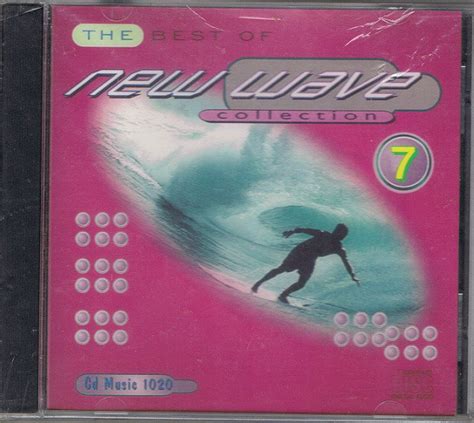 THE BEST OF
new wave
collection
7
Cd Music 1020